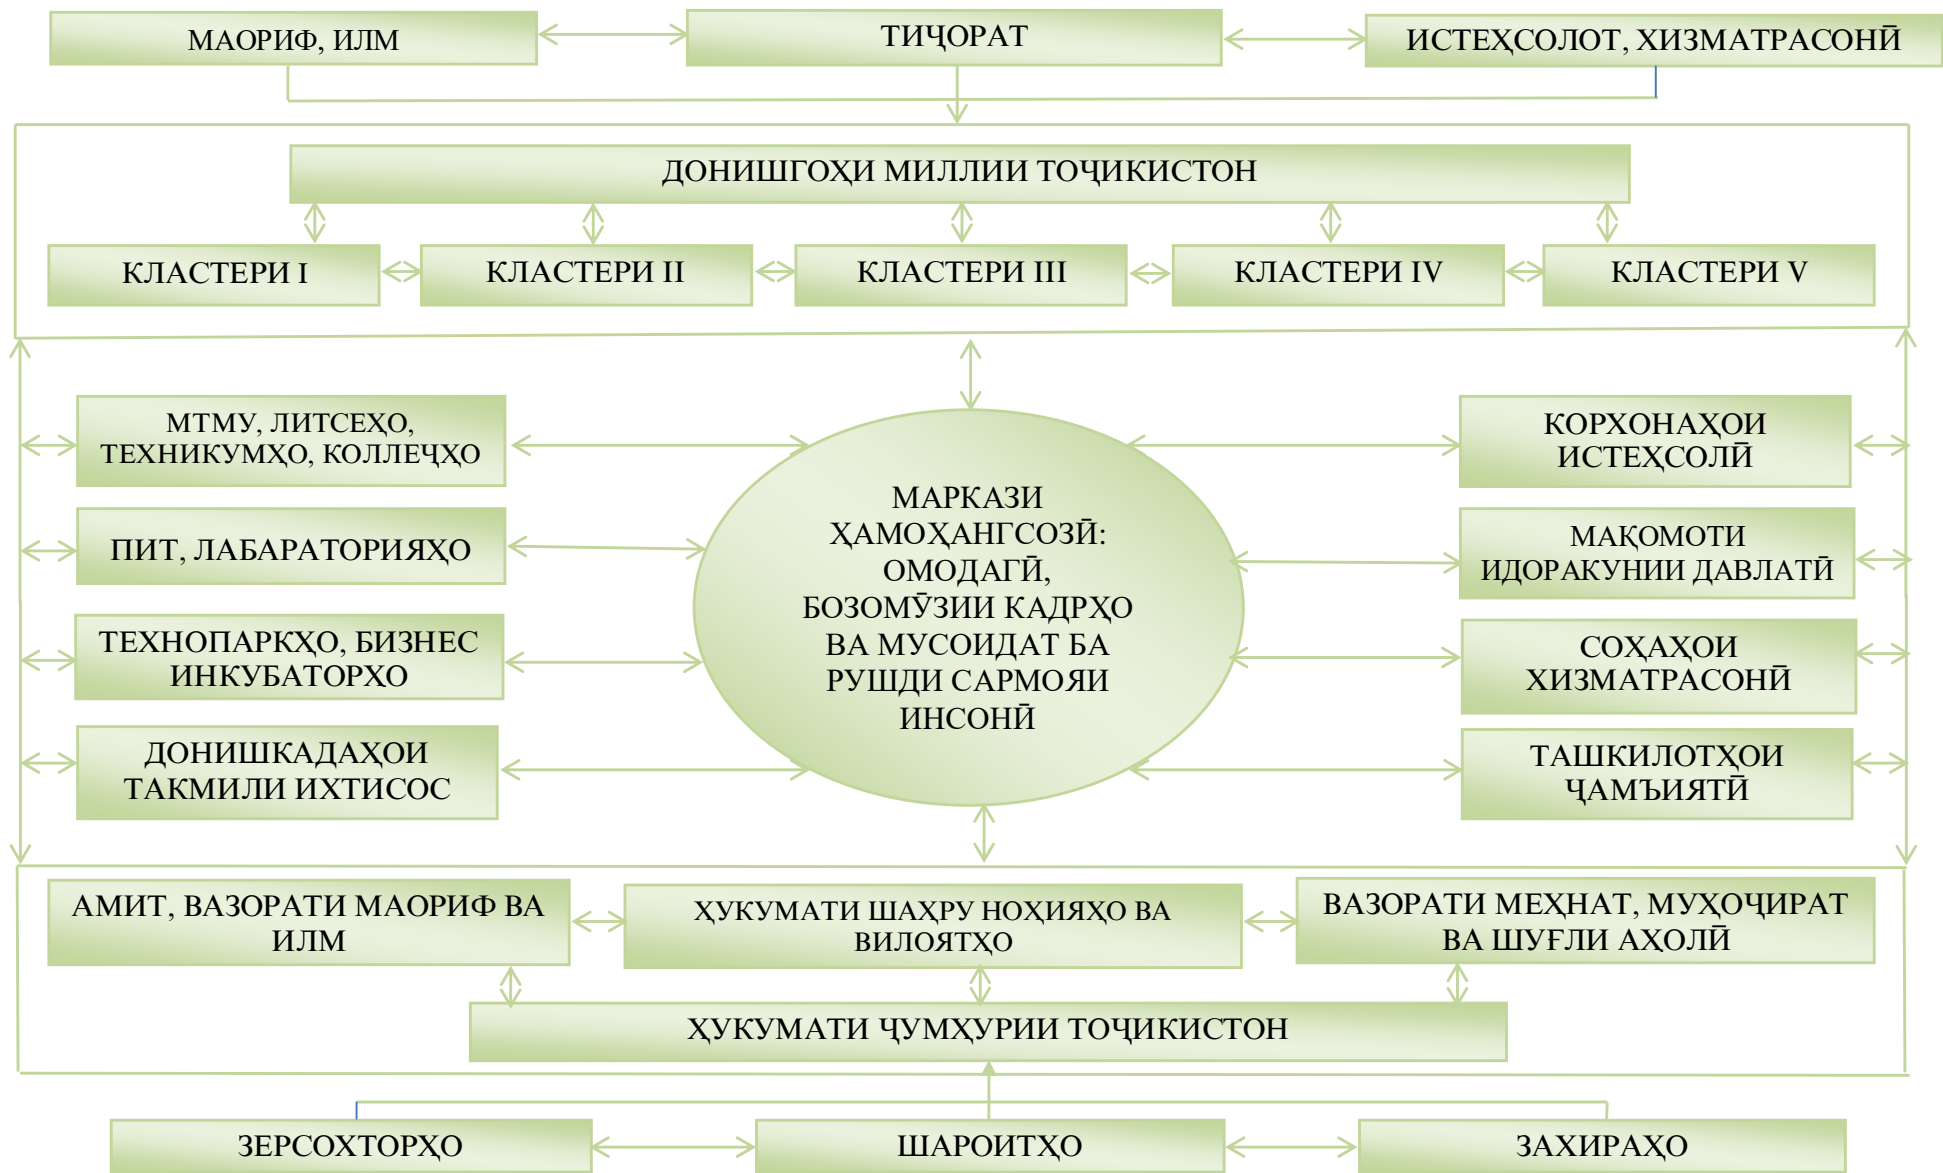 МАОРИФ, ИЛМ
ТИҶОРАТ
ИСТЕҲСОЛОТ, ХИЗМАТРАСОНӢ
ДОНИШГОҲИ МИЛЛИИ ТОҶИКИСТОН
КЛАСТЕРИ I
КЛАСТЕРИ II
КЛАСТЕРИ III
КЛАСТЕРИ IV
КЛАСТЕРИ V
МТМУ, ЛИТСЕҲО,
ТЕХНИКУМҲО, КОЛЛЕҶҲО
ПИТ, ЛАБАРАТОРИЯҲО
ТЕХНОПАРКҲО, БИЗНЕС
ИНКУБАТОРХО
ДОНИШКАДАҲОИ
ТАКМИЛИ ИХТИСОС
МАРКАЗИ
ҲАМОҲАНГСОЗӢ:
ОМОДАГӢ,
БОЗОМӮЗИИ КАДРҲО
ВА МУСОИДАТ БА
РУШДИ САРМОЯИ
ИНСОНӢ
КОРХОНАҲОИ
ИСТЕҲСОЛӢ
МАҚОМОТИ
ИДОРАКУНИИ ДАВЛАТӢ
СОҲАҲОИ
ХИЗМАТРАСОНӢ
ТАШКИЛОТҲОИ
ҶАМЪИЯТӢ
АМИТ, ВАЗОРАТИ МАОРИФ ВА
ИЛМ
ҲУКУМАТИ ШАҲРУ НОҲИЯҲО ВА
ВИЛОЯТҲО
ВАЗОРАТИ МЕҲНАТ, МУҲОҶИРАТ
ВА ШУҒЛИ АҲОЛӢ
ҲУКУМАТИ ҶУМҲУРИИ ТОҶИКИСТОН
ЗЕРСОХТОРҲО
ШАРОИТҲО
ЗАХИРАҲО